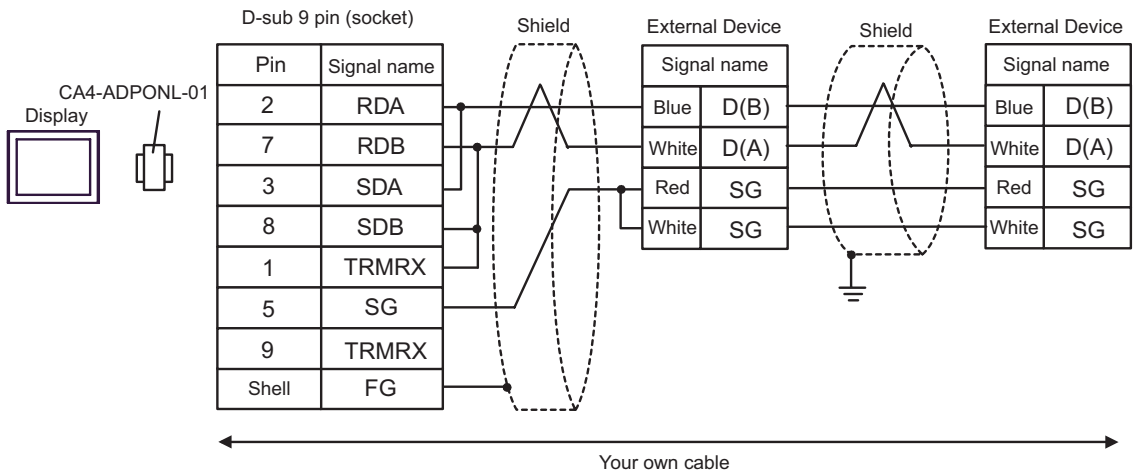 D-sub 9 pin (socket)
Shield
External Device
Shield
External Device
Pin Signal name
Signal name
Signal name
CA4-ADPONL-01
Display
2 RDA
Blue D(B)
Blue D(B)
7 RDB
White D(A)
White D(A)
3 SDA
Red SG
Red SG
8 SDB
White SG
White SG
1 TRMRX
5 SG
9 TRMRX
Shell FG
Your own cable